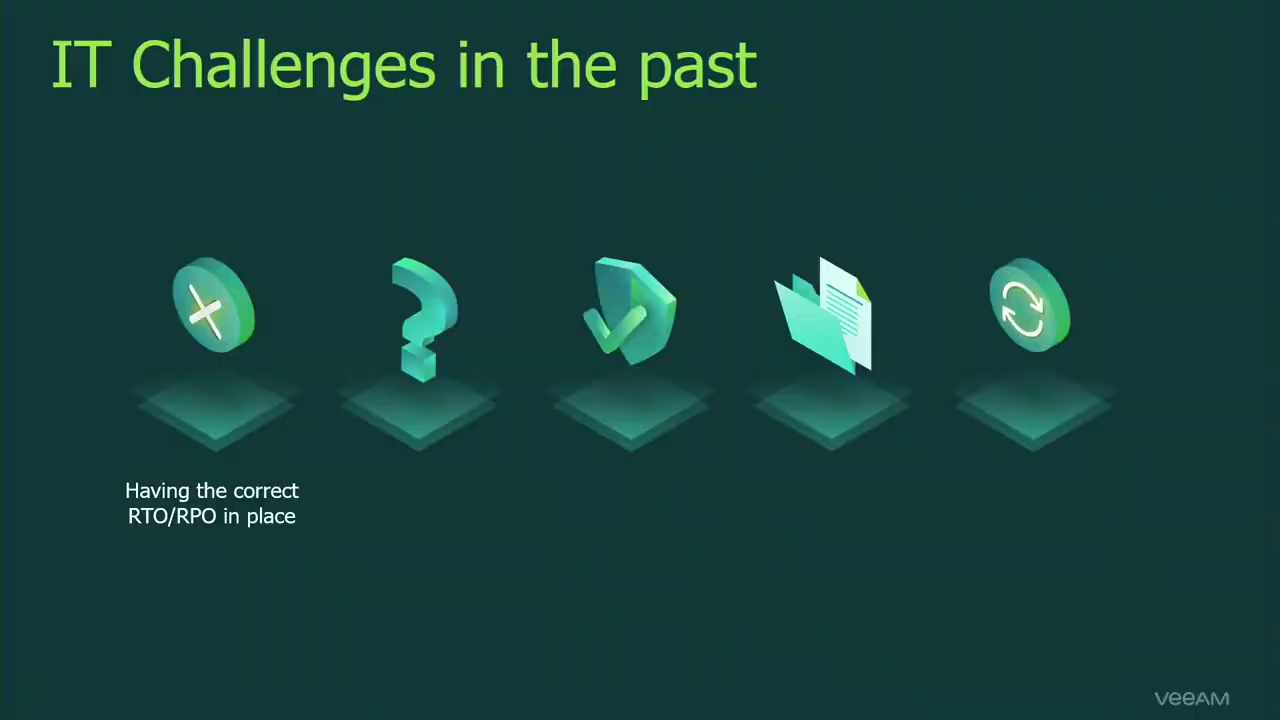 IT Challenges in the past
Having the correct
RTO/RPO in place
veeAM